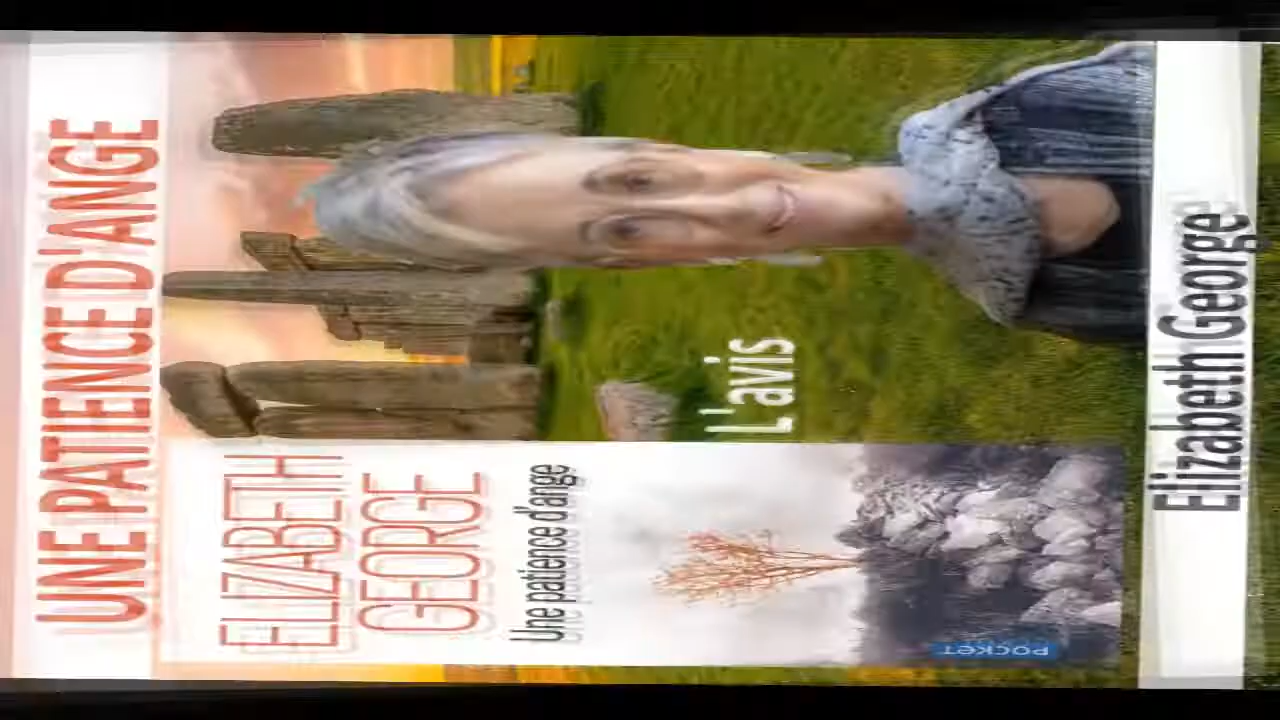 UNE PATIENCE D'ANGE
ELIZABETH
GEORGE
Une patience d'ange
POCKET
L'avis
Elizabeth George